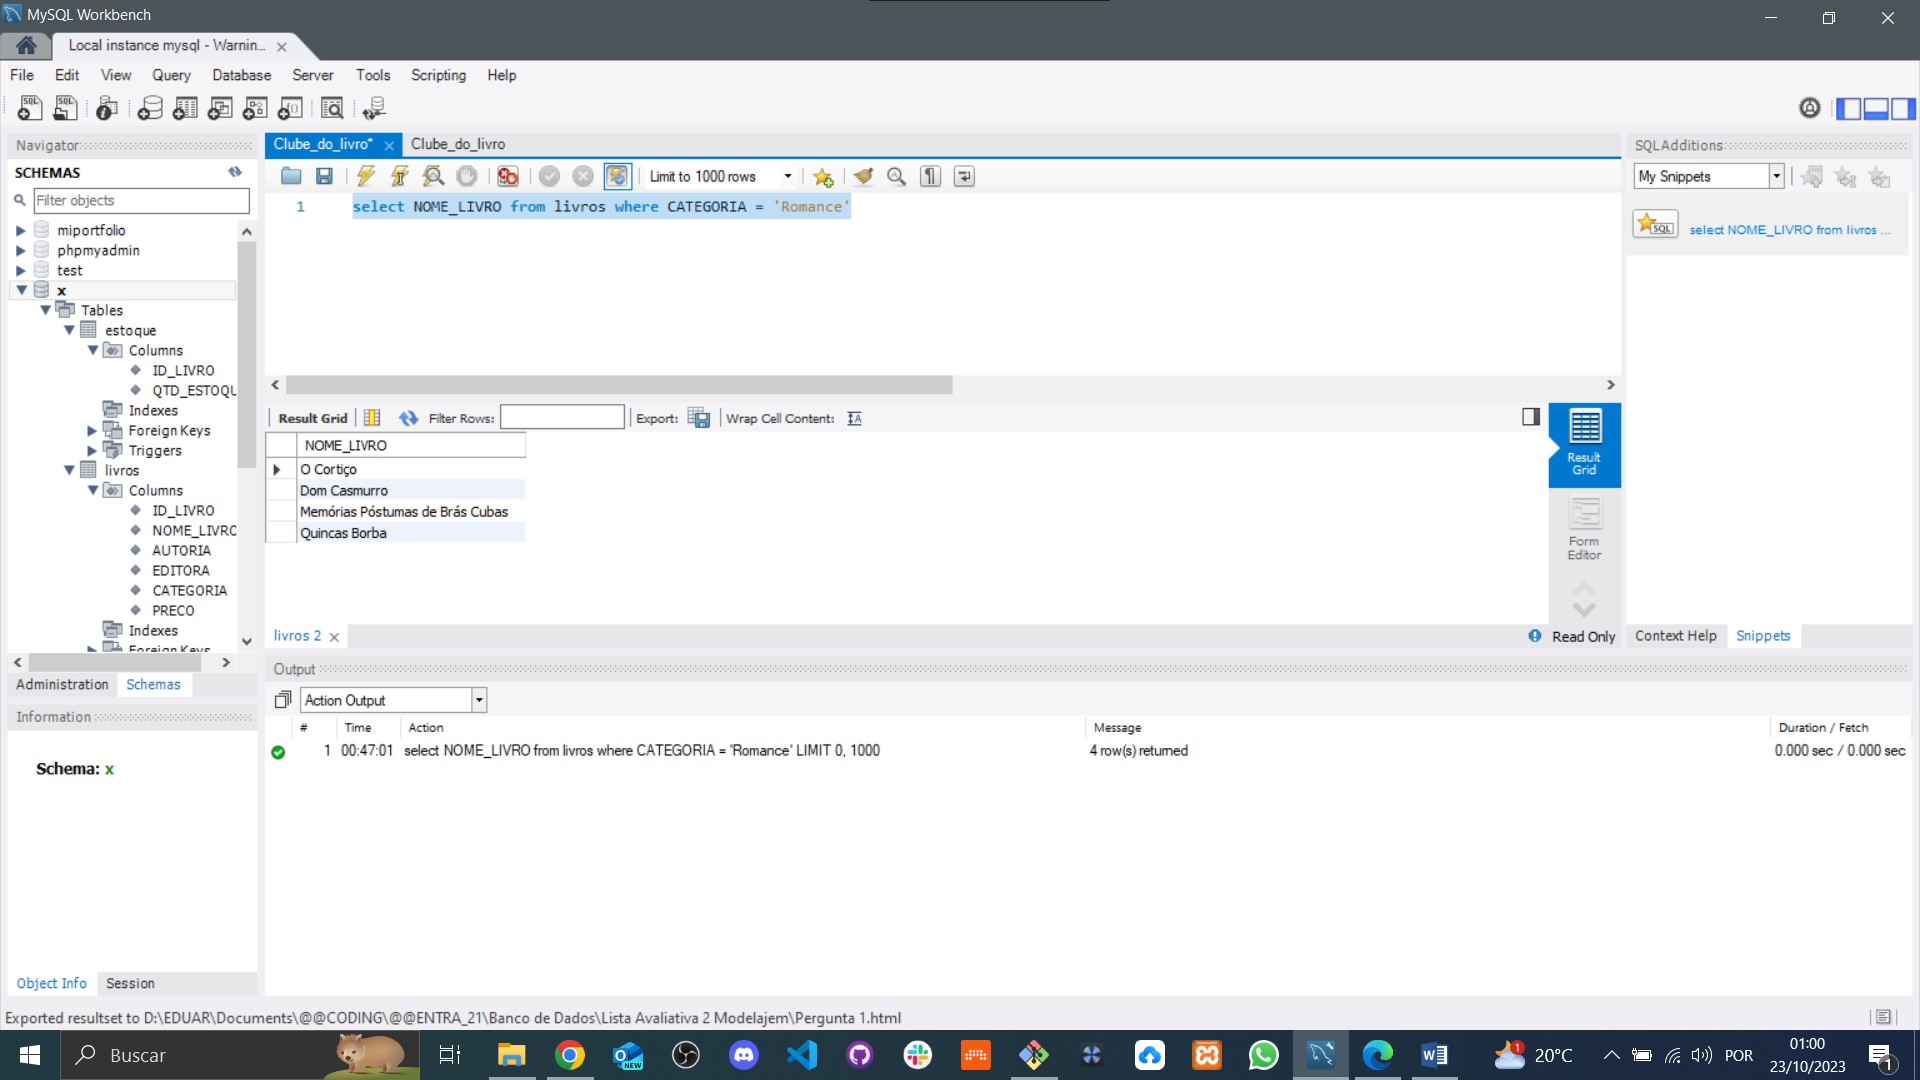 MySQL Workbench
Local instance mysql - Warnin...
File Edit View Query Database Server Tools Scripting Help
Navigator
SCHEMAS
Filter objects
miportfolio
phpmyadmin
test
x
Tables
estoque
Columns
ID_LIVRO
QTD_ESTOQU
Indexes
Foreign Keys
Triggers
livros
Columns
ID_LIVRO
NOME_LIVRO
AUTORIA
EDITORA
CATEGORIA
PRECO
Indexes
Foreign Keys
Administration Schemas
Information
Schema: x
Object Info Session
Clube_do_livro* Clube_do_livro
Limit to 1000 rows
1 select NOME_LIVRO from livros where CATEGORIA = 'Romance'
Result Grid Filter Rows: Export: Wrap Cell Content:
NOME_LIVRO
O Cortiço
Dom Casmurro
Memórias Póstumas de Brás Cubas
Quincas Borba
Result
Grid
Form
Editor
livros 2
Read Only
SQLAdditions
My Snippets
SQL select NOME_LIVRO from livros ...
Context Help Snippets
Output
Action Output
# Time Action Message Duration / Fetch
1 00:47:01 select NOME_LIVRO from livros where CATEGORIA = 'Romance' LIMIT 0, 1000 4 row(s) returned 0.000 sec / 0.000 sec
Exported resultset to D:\EDUAR\Documents\@@CODING\@@ENTRA_21\Banco de Dados\Lista Avaliativa 2 Modelajem\Pergunta 1.html
Buscar
NEW
1
20°C
POR
01:00
23/10/2023
1